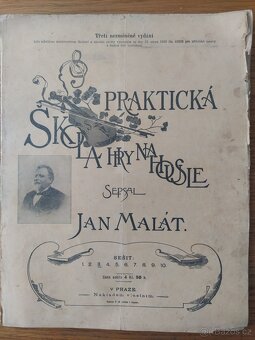 Třetí nezměněné vydání
PRAKTICKÁ
ŠKOLA HRY NA HOUSLE
SEPSAL
JAN MALÁT.
SEŠIT:
1. 2. 3. 4. 5. 6. 7. 8. 9. 10.
V PRAZE.
Nákladem vlastním.